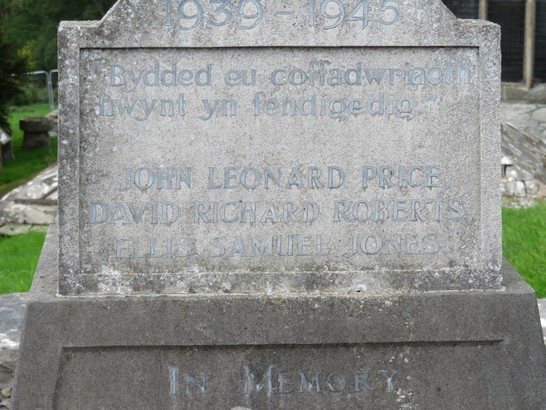 1939-1945
"Bydded eu coffadwriaeth
hwynt yn fendigedig."
JOHN LEONARD PRICE,
DAVID RICHARD ROBERTS,
ELLIS SAMUEL JONES.
IN MEMORY